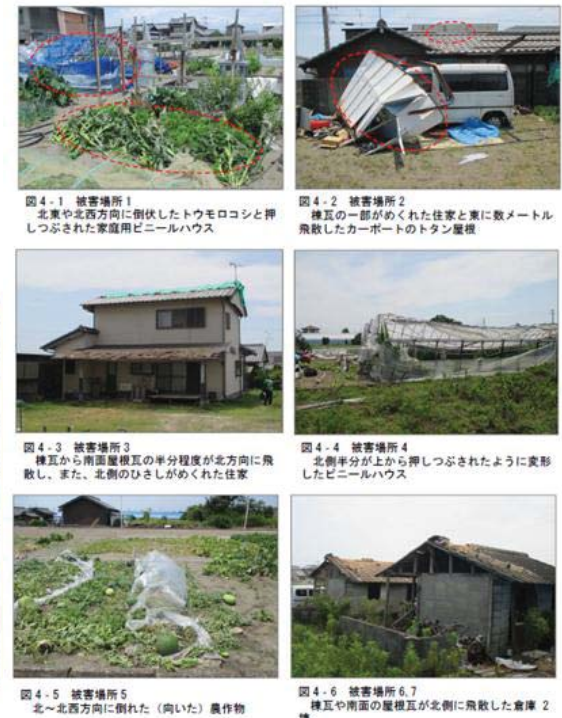 図4-1 被害場所1
北東や北西方向に倒伏したトウモロコシと押
しつぶされた家庭用ビニールハウス
図4-2 被害場所2
棟瓦の一部がめくれた住家と東に数メートル
飛散したカーポートのトタン屋根
図4-3 被害場所3
棟瓦から南面屋根瓦の半分程度が北方向に飛
散し、また、北側のひさしがめくれた住家
図4-4 被害場所4
北側半分が上から押しつぶされたように変形
したビニールハウス
図4-5 被害場所5
北~北西方向に倒れた(向いた)農作物
図4-6 被害場所6,7
棟瓦や南面の屋根瓦が北側に飛散した倉庫 2
棟